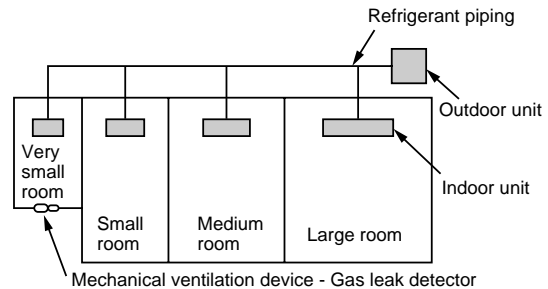 Refrigerant piping
Outdoor unit
Very
small
room
Indoor unit
Small
room
Medium
room
Large room
Mechanical ventilation device - Gas leak detector